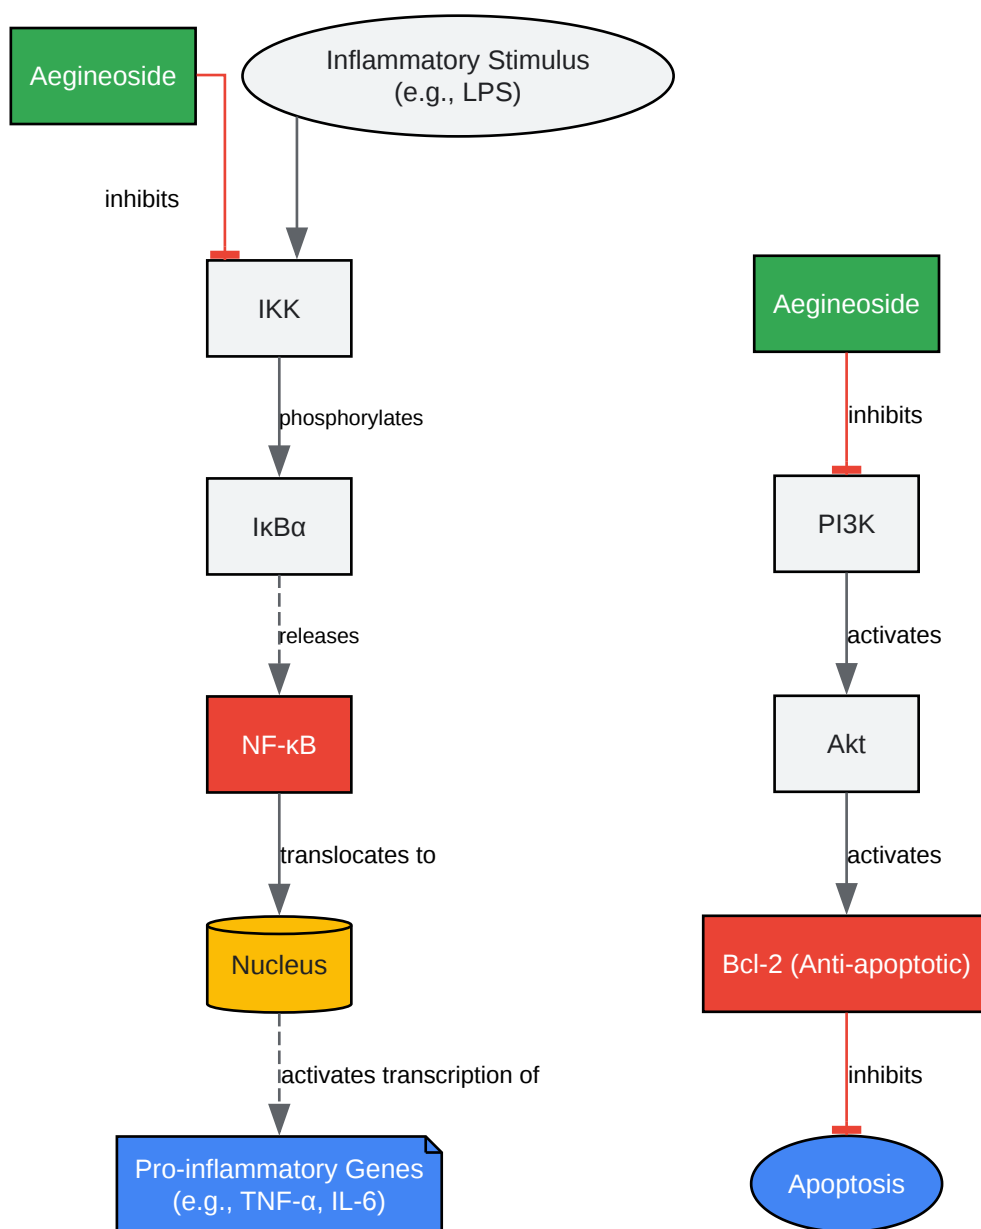 Aegineoside
Inflammatory Stimulus
(e.g., LPS)
inhibits
IKK
phosphorylates
IκBα
releases
NF-κB
translocates to
Nucleus
activates transcription of
Pro-inflammatory Genes
(e.g., TNF-α, IL-6)
Aegineoside
inhibits
PI3K
activates
Akt
activates
Bcl-2 (Anti-apoptotic)
inhibits
Apoptosis